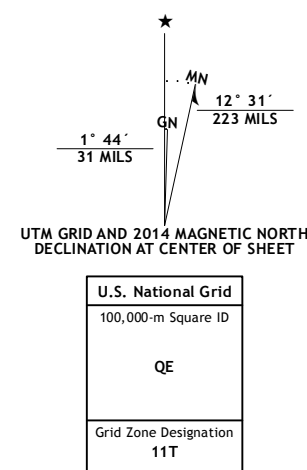 MN
GN
12° 31´
223 MILS
1° 44´
31 MILS
UTM GRID AND 2014 MAGNETIC NORTH
DECLINATION AT CENTER OF SHEET
U.S. National Grid
100,000-m Square ID
QE
Grid Zone Designation
11T